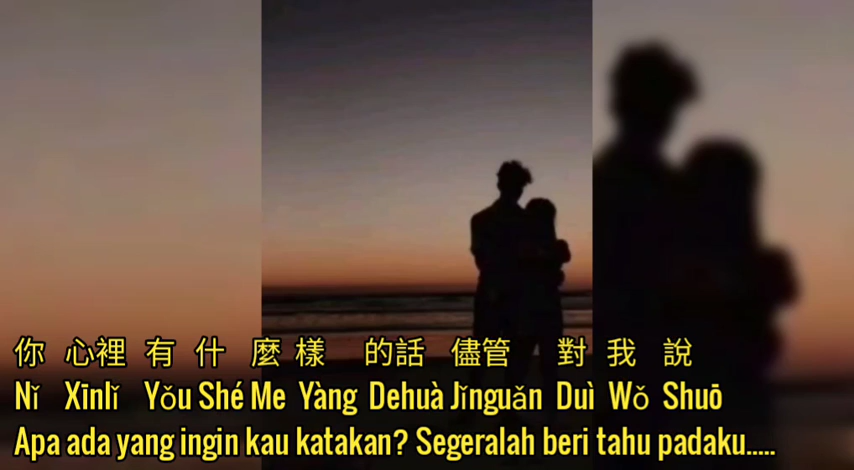 你 心裡 有 什 麼 樣 的話 儘管 對 我 說
Nǐ Xīnlǐ Yǒu Shé Me Yàng Dehuà Jǐnguǎn Duì Wǒ Shuō
Apa ada yang ingin kau katakan? Segeralah beri tahu padaku.....